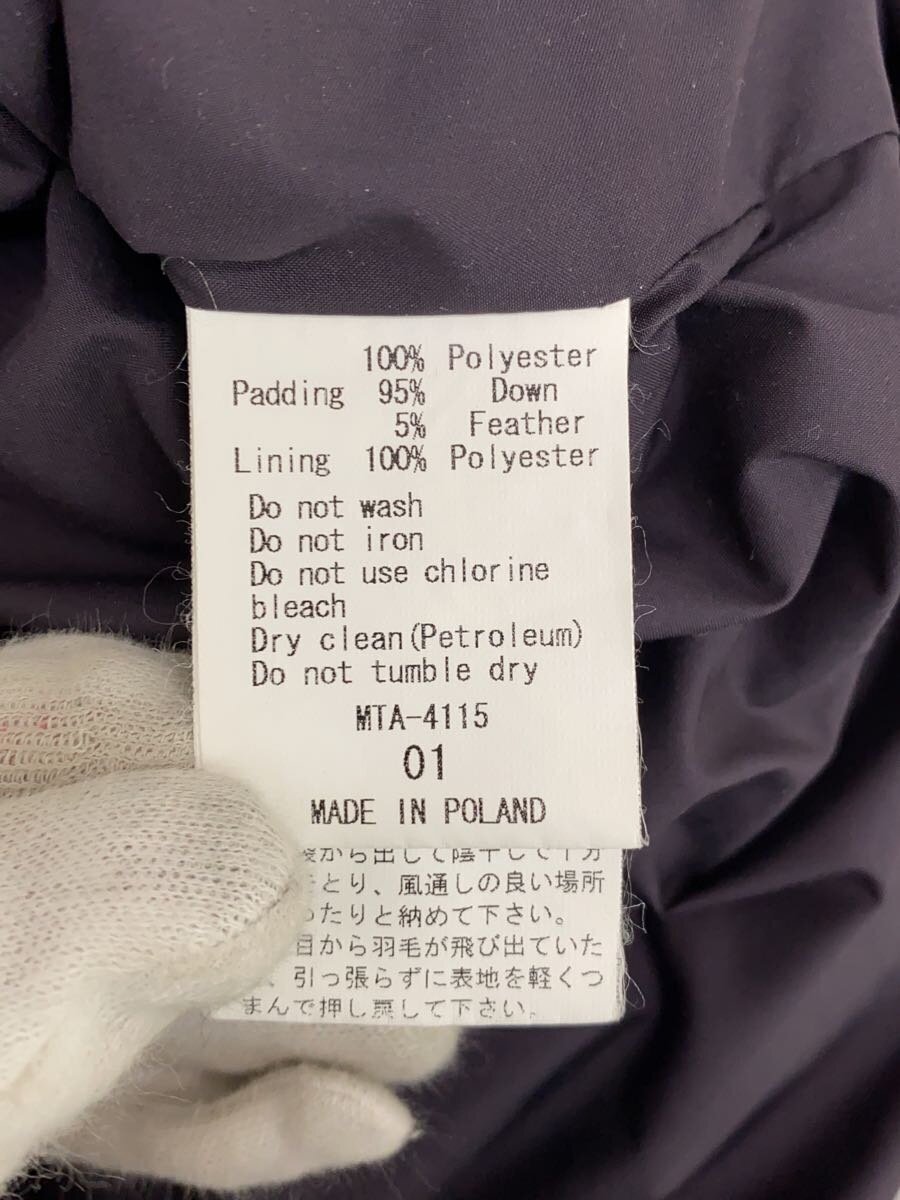 100% Polyester
Padding 95% Down
5% Feather
Lining 100% Polyester
Do not wash
Do not iron
Do not use chlorine
bleach
Dry clean(Petroleum)
Do not tumble dry
MTA-4115
01
MADE IN POLAND
から出して陰干しで十分
とり、風通しの良い場所
ったりと納めて下さい。
目から羽毛が飛び出ていた
、引っ張らずに表地を軽くつ
まんで押し戻して下さい。